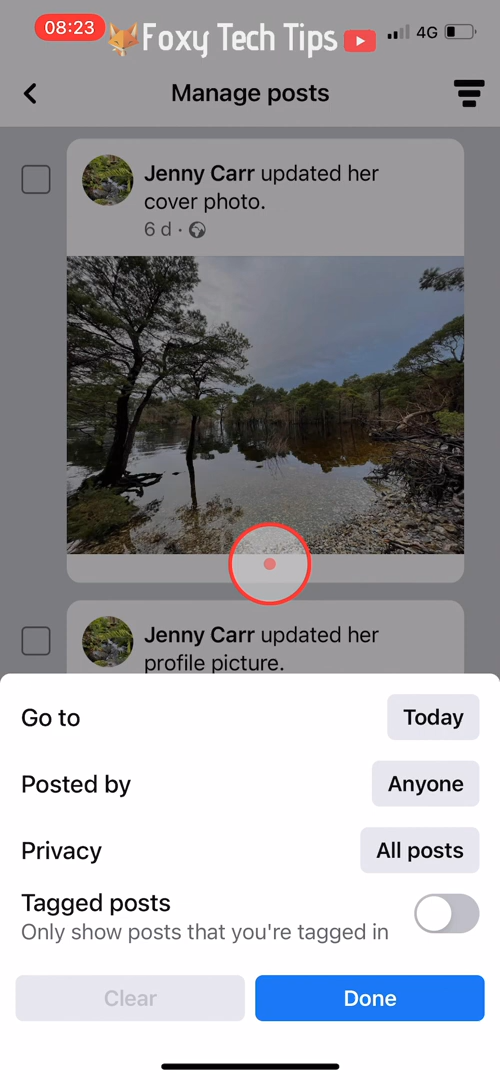 08:23
Foxy Tech Tips
4G
Manage posts
Jenny Carr updated her
cover photo.
6 d ·
Jenny Carr updated her
profile picture.
Go to
Today
Posted by
Anyone
Privacy
All posts
Tagged posts
Only show posts that you're tagged in
Clear
Done